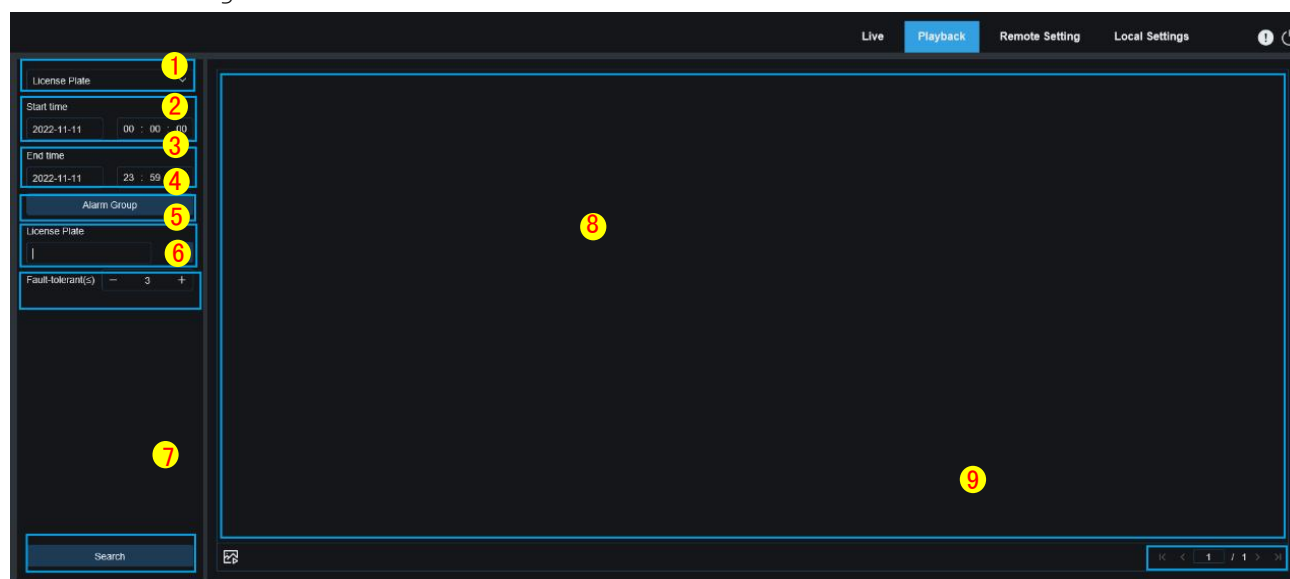 Live Playback Remote Setting Local Settings
1
License Plate
2
Start time
2022-11-11 00 : 00 : 00
3
End time
2022-11-11 23 : 59
4
Alarm Group
5
License Plate
6
Fault-tolerant(≤) − 3 +
8
7
9
Search
1 / 1